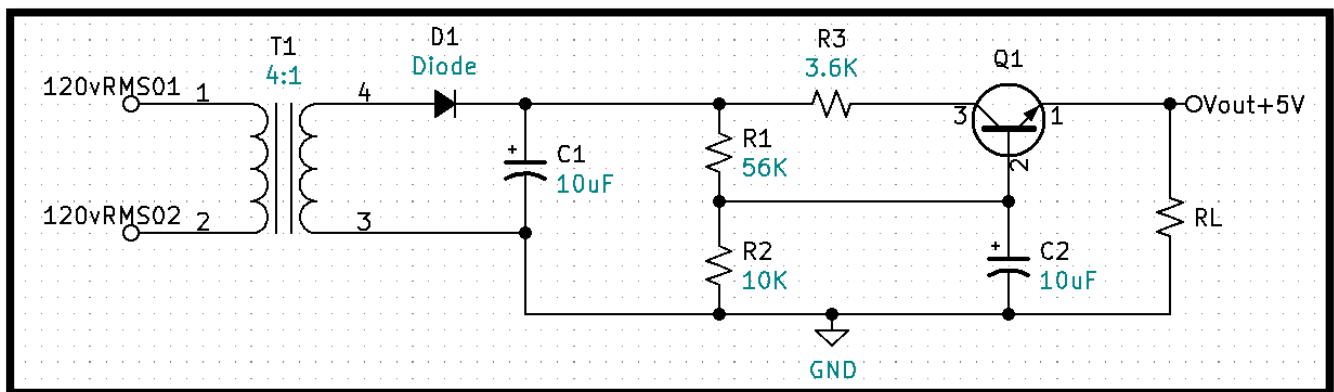 T1
4:1
D1
Diode
R3
3.6K
Q1
120vRMS01
1
4
3
1
Vout+5V
2
R1
56K
C1
+
10uF
120vRMS02
2
3
R2
10K
C2
+
10uF
RL
GND